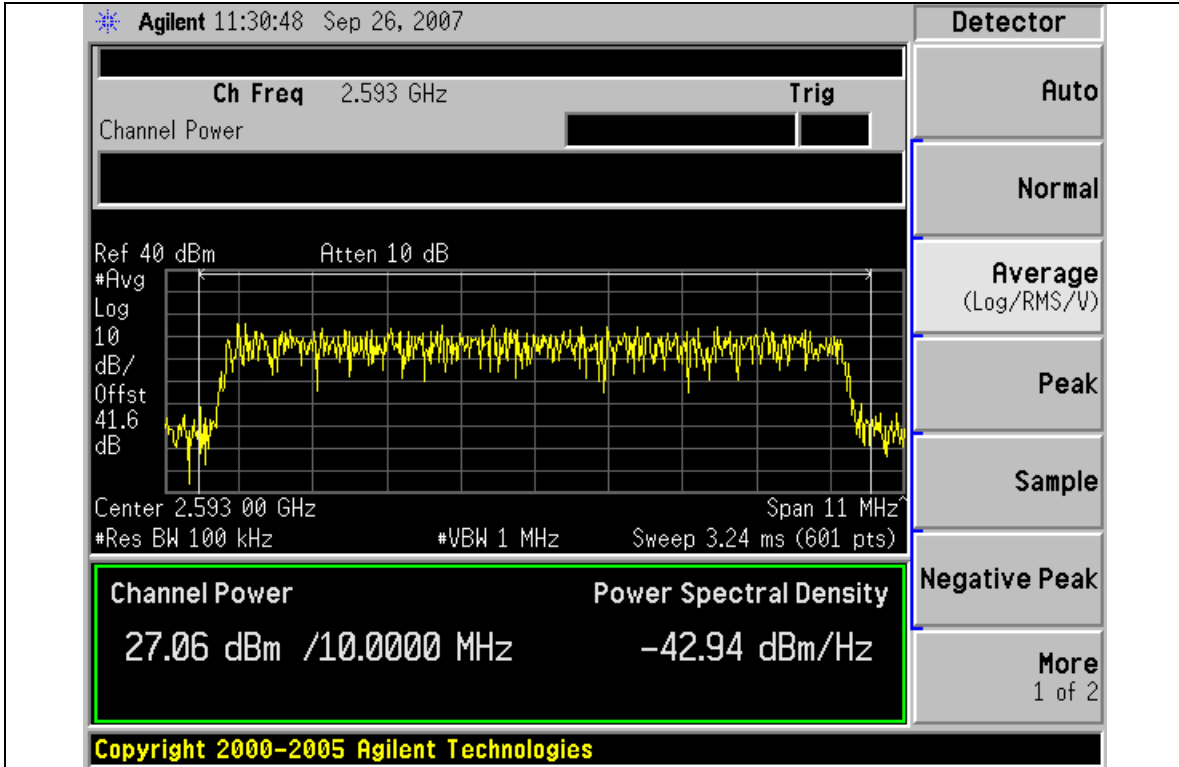 Agilent 11:30:48 Sep 26, 2007
Detector
Ch Freq 2.593 GHz
Trig
Channel Power
Auto
Normal
Average
(Log/RMS/V)
Peak
Sample
Negative Peak
More
1 of 2
Ref 40 dBm
Atten 10 dB
#Avg
Log
10
dB/
Offst
41.6
dB
Center 2.593 00 GHz
Span 11 MHz^
#Res BW 100 kHz
#VBW 1 MHz
Sweep 3.24 ms (601 pts)
Channel Power
Power Spectral Density
27.06 dBm /10.0000 MHz
-42.94 dBm/Hz
Copyright 2000-2005 Agilent Technologies